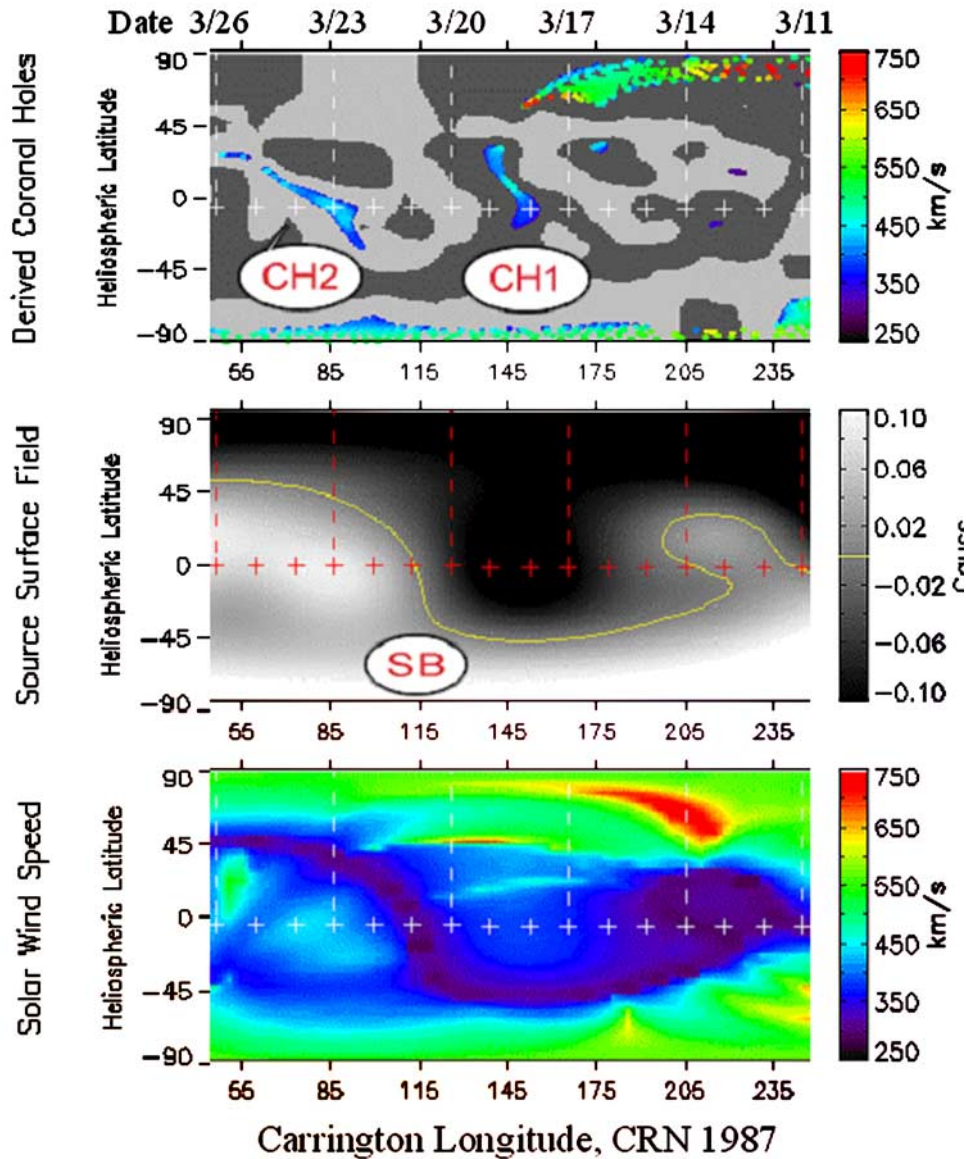 Date 3/26 3/23 3/20 3/17 3/14 3/11
Derived Coronal Holes
Heliospheric Latitude
90
45
0
−45
−90
CH2
CH1
750
650
550
450
350
250
km/s
55 85 115 145 175 205 235
Source Surface Field
Heliospheric Latitude
90
45
0
−45
−90
SB
0.10
0.06
0.02
−0.02
−0.06
−0.10
Gauss
55 85 115 145 175 205 235
Solar Wind Speed
Heliospheric Latitude
90
45
0
−45
−90
750
650
550
450
350
250
km/s
55 85 115 145 175 205 235
Carrington Longitude, CRN 1987